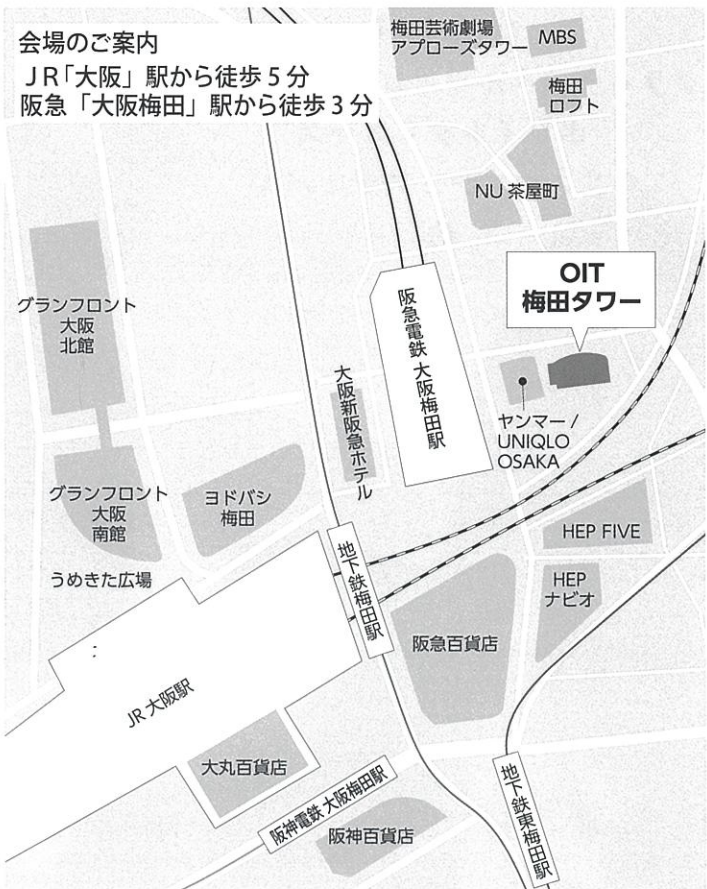 会場のご案内
JR「大阪」駅から徒歩5分
阪急「大阪梅田」駅から徒歩3分
梅田芸術劇場
アプローズタワー
MBS
梅田
ロフト
NU 茶屋町
OIT
梅田タワー
グランフロント
大阪
北館
阪急電鉄 大阪梅田駅
大阪新阪急ホテル
ヤンマー /
UNIQLO
OSAKA
グランフロント
大阪
南館
ヨドバシ
梅田
うめきた広場
地下鉄梅田駅
HEP FIVE
HEP
ナビオ
阪急百貨店
JR 大阪駅
大丸百貨店
阪神電鉄 大阪梅田駅
阪神百貨店
地下鉄東梅田駅